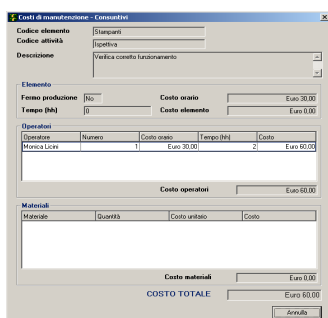 Costi di manutenzione - Consuntivi
Codice elemento Stampanti
Codice attività Ispettiva
Descrizione Verifica corretto funzionamento
Elemento
Fermo produzione No Costo orario Euro 30,00
Tempo (hh) 0 Costo elemento Euro 0,00
Operatori
Operatore Numero Costo orario Tempo (hh) Costo
Monica Licini 1 Euro 30,00 2 Euro 60,00
Costo operatori Euro 60,00
Materiali
Materiale Quantità Costo unitario Costo
Costo materiali Euro 0,00
COSTO TOTALE Euro 60,00
Annulla